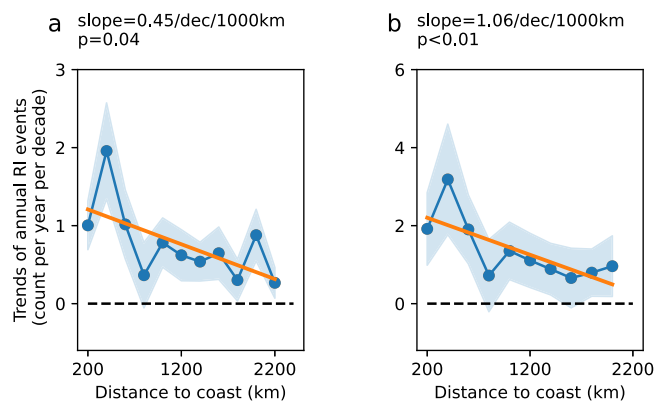 a
slope=0.45/dec/1000km
p=0.04
Trends of annual RI events
(count per year per decade)
3
2
1
0
200
1200
2200
Distance to coast (km)
b
slope=1.06/dec/1000km
p<0.01
6
4
2
0
200
1200
2200
Distance to coast (km)